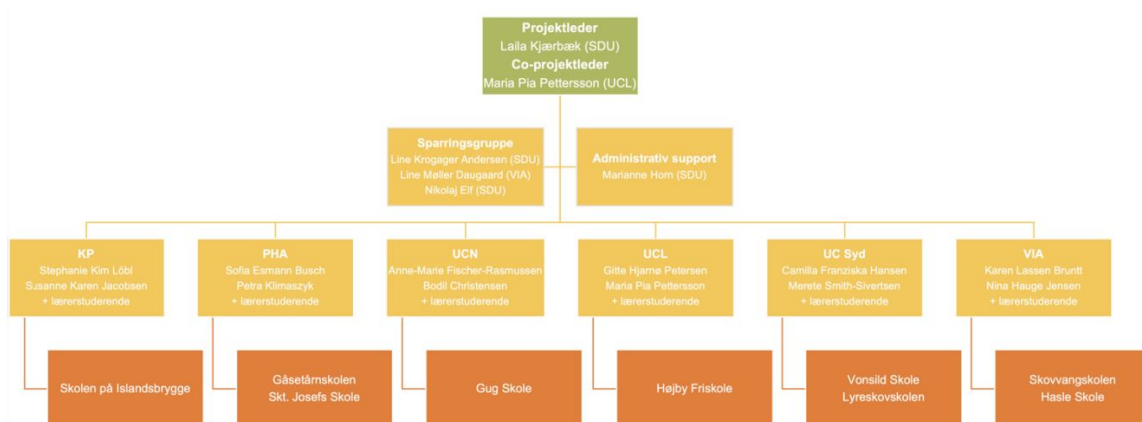 Projektleder
Laila Kjærbæk (SDU)
Co-projektleder
Maria Pia Pettersson (UCL)
Sparringsgruppe
Line Krogager Andersen (SDU)
Line Møller Daugaard (VIA)
Nikolaj Elf (SDU)
Administrativ support
Marianne Hom (SDU)
KP
Stephanie Kim Löbl
Susanne Karen Jacobsen
+ lærerstuderende
PHA
Sofia Esmann Busch
Petra Klimaszyk
+ lærerstuderende
UCN
Anne-Marie Fischer-Rasmussen
Bodil Christensen
+ lærerstuderende
UCL
Gitte Hjarnø Petersen
Maria Pia Pettersson
+ lærerstuderende
UC Syd
Camilla Franziska Hansen
Merete Smith-Sivertsen
+ lærerstuderende
VIA
Karen Lassen Bruntt
Nina Hauge Jensen
+ lærerstuderende
Skolen på Islandsbrygge
Gåsetårnskolen
Skt. Josefs Skole
Gug Skole
Højby Friskole
Vonsild Skole
Lyreskovskolen
Skovvangskolen
Hasle Skole